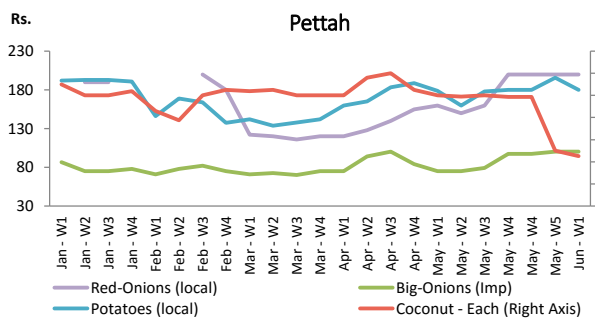 Rs.
Pettah
230
180
130
80
30
Jan - W1
Jan - W2
Jan - W3
Jan - W4
Feb - W1
Feb - W2
Feb - W3
Feb - W4
Mar - W1
Mar - W2
Mar - W3
Mar - W4
Apr - W1
Apr - W2
Apr - W3
Apr - W4
May - W1
May - W2
May - W3
May - W4
May - W4
May - W5
Jun - W1
Red-Onions (local)
Big-Onions (Imp)
Potatoes (local)
Coconut - Each (Right Axis)